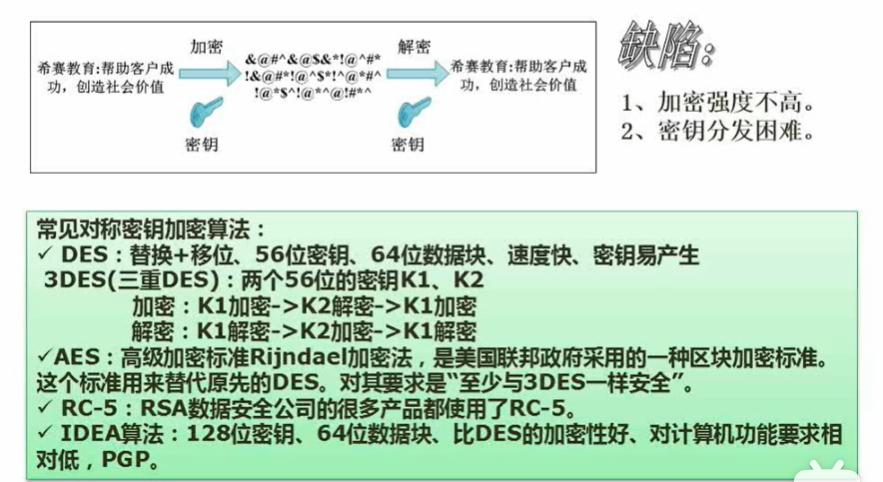 加密
解密
希赛教育:帮助客户成
功，创造社会价值
&@#^&@$&*!@^#*
!&@#*!@^$*!^@*#^
!@*$^!@*^@!#*^
希赛教育:帮助客户成
功，创造社会价值
密钥
密钥
缺陷：
1、加密强度不高。
2、密钥分发困难。
常见对称密钥加密算法：
✓ DES：替换+移位、56位密钥、64位数据块、速度快、密钥易产生
3DES(三重DES)：两个56位的密钥K1、K2
加密：K1加密->K2解密->K1加密
解密：K1解密->K2加密->K1解密
✓AES：高级加密标准Rijndael加密法，是美国联邦政府采用的一种区块加密标准。
这个标准用来替代原先的DES。对其要求是“至少与3DES一样安全”。
✓ RC-5：RSA数据安全公司的很多产品都使用了RC-5。
✓ IDEA算法：128位密钥、64位数据块、比DES的加密性好、对计算机功能要求相
对低，PGP。